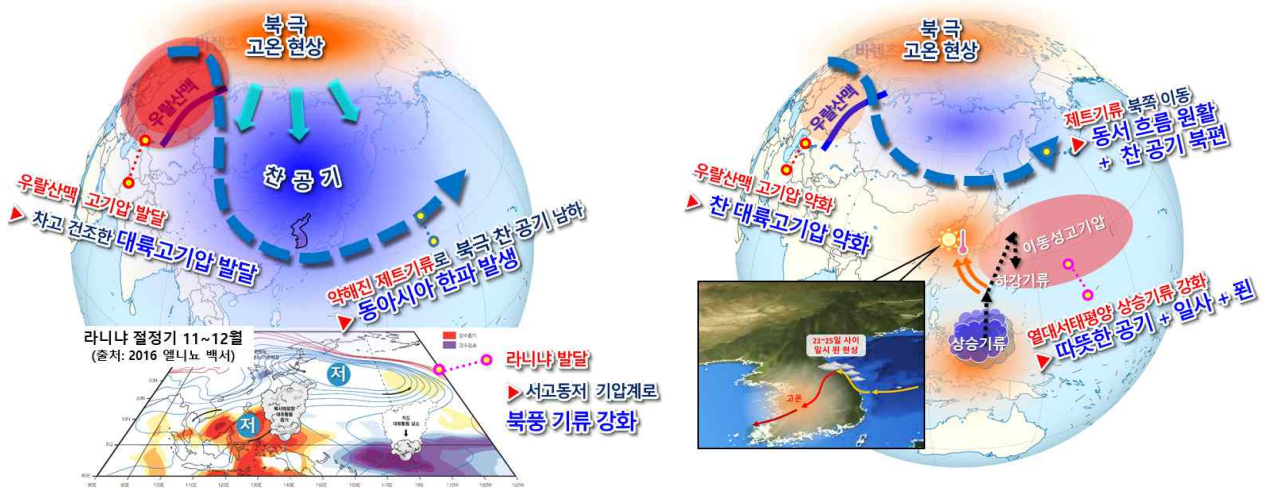 북극
고온 현상
바렌츠
우랄산맥
찬 공 기
우랄산맥 고기압 발달
▶ 차고 건조한 대륙고기압 발달
약해진 제트기류로 북극 찬 공기 남하
▶ 동아시아 한파 발생
라니냐 절정기 11~12월
(출처: 2016 엘니뇨 백서)
저
저
라니냐 발달
▶ 서고동저 기압계로
북풍 기류 강화
북극
고온 현상
바렌츠
우랄산맥
제트기류 북쪽 이동
▶ 동서 흐름 원활
+ 찬 공기 북편
우랄산맥 고기압 약화
▶ 찬 대륙고기압 약화
이동성고기압
하강기류
상승기류
열대서태평양 상승기류 강화
▶ 따뜻한 공기 + 일사 + 푄
21~25일 사이
일시 푄 현상
고온